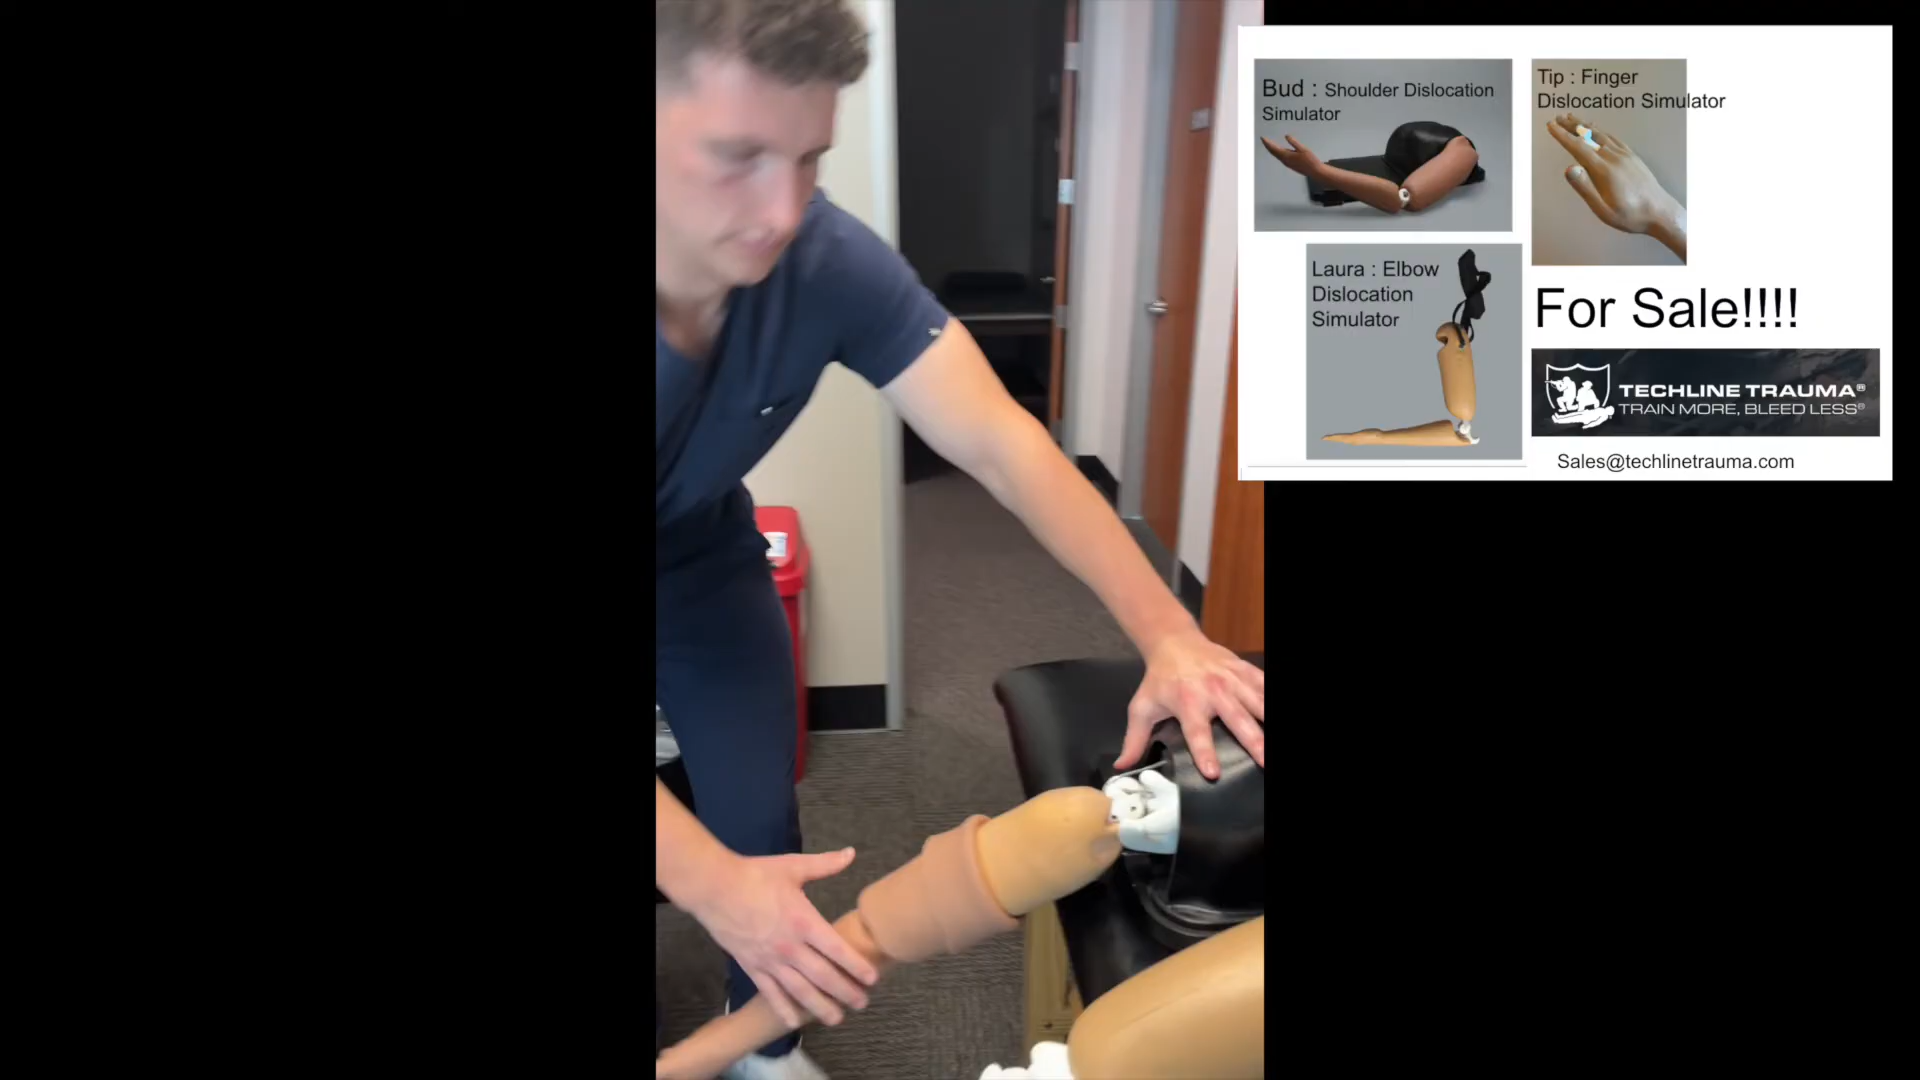 Bud : Shoulder Dislocation
Simulator
Tip : Finger
Dislocation Simulator
Laura : Elbow
Dislocation
Simulator
For Sale!!!!
TECHLINE TRAUMA®
TRAIN MORE, BLEED LESS®
Sales@techlinetrauma.com